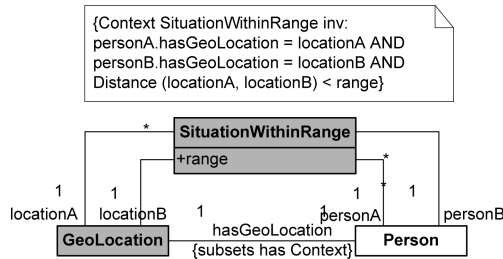 {Context SituationWithinRange inv:
personA.hasGeoLocation = locationA AND
personB.hasGeoLocation = locationB AND
Distance (locationA, locationB) < range}
* SituationWithinRange
+range *
*
1 1 1 1
locationA locationB 1 1 personA personB
hasGeoLocation
GeoLocation {subsets has Context} Person